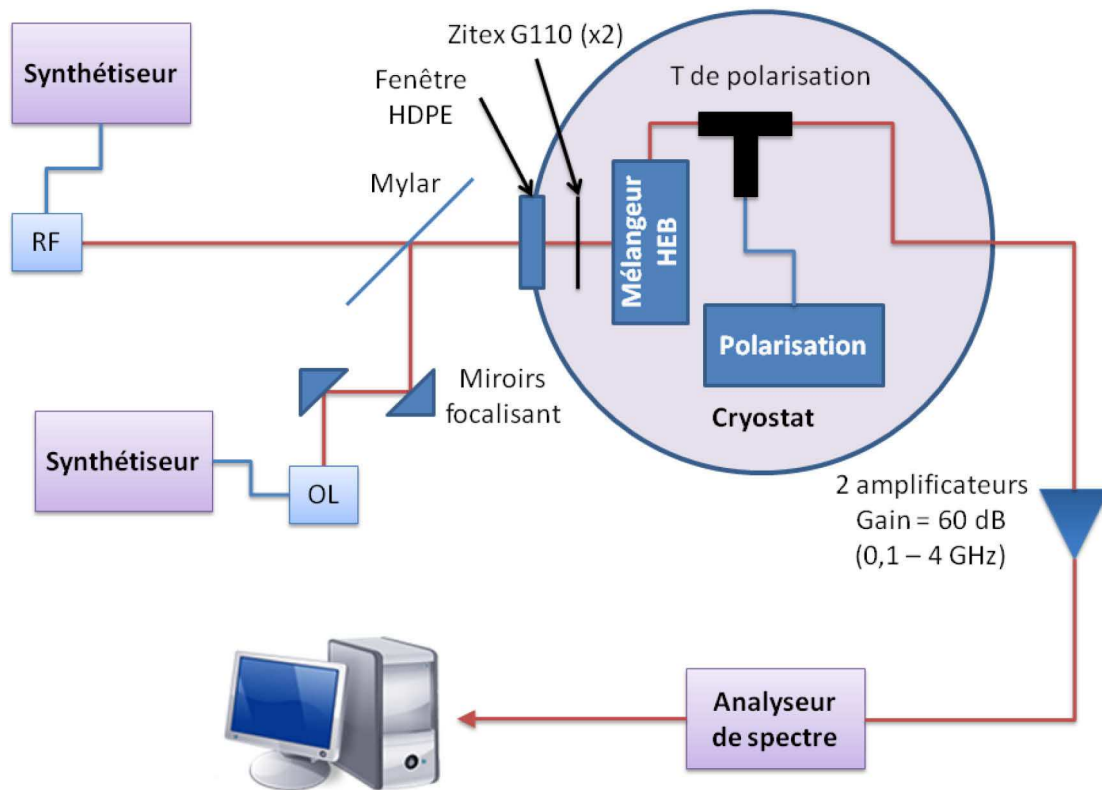 Synthétiseur
Zitex G110 (x2)
Fenêtre
HDPE
T de polarisation
Mylar
RF
Mélangeur
HEB
Polarisation
Cryostat
Miroirs
focalisant
Synthétiseur
OL
2 amplificateurs
Gain = 60 dB
(0,1 – 4 GHz)
Analyseur
de spectre